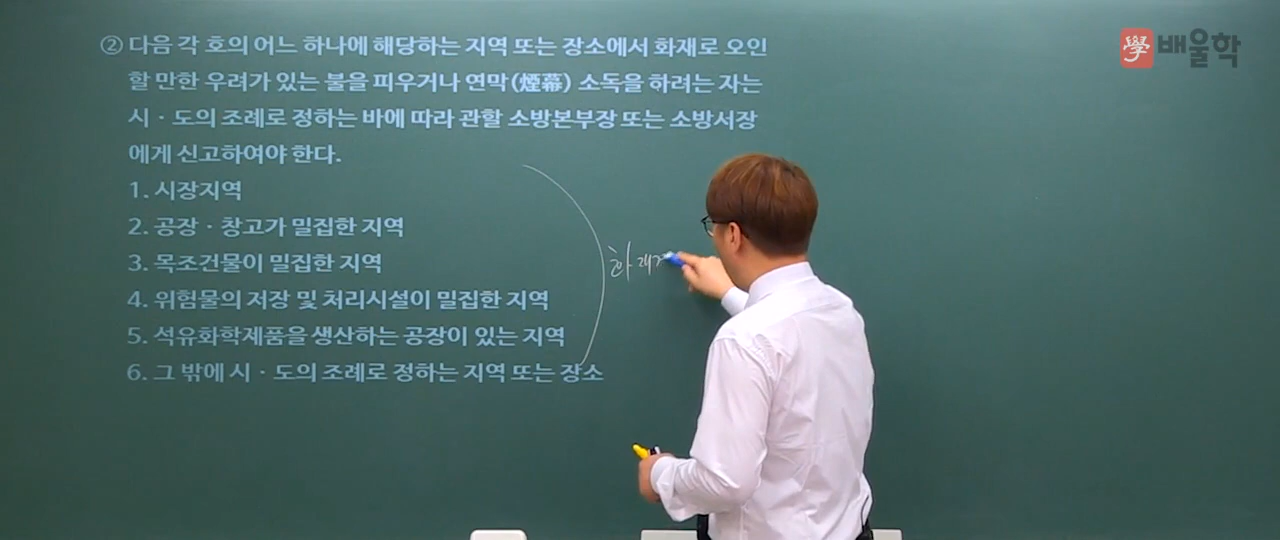 ② 다음 각 호의 어느 하나에 해당하는 지역 또는 장소에서 화재로 오인
할 만한 우려가 있는 불을 피우거나 연막(煙幕) 소독을 하려는 자는
시·도의 조례로 정하는 바에 따라 관할 소방본부장 또는 소방서장
에게 신고하여야 한다.
1. 시장지역
2. 공장·창고가 밀집한 지역
3. 목조건물이 밀집한 지역
4. 위험물의 저장 및 처리시설이 밀집한 지역
5. 석유화학제품을 생산하는 공장이 있는 지역
6. 그 밖에 시·도의 조례로 정하는 지역 또는 장소
화재
學 배울학